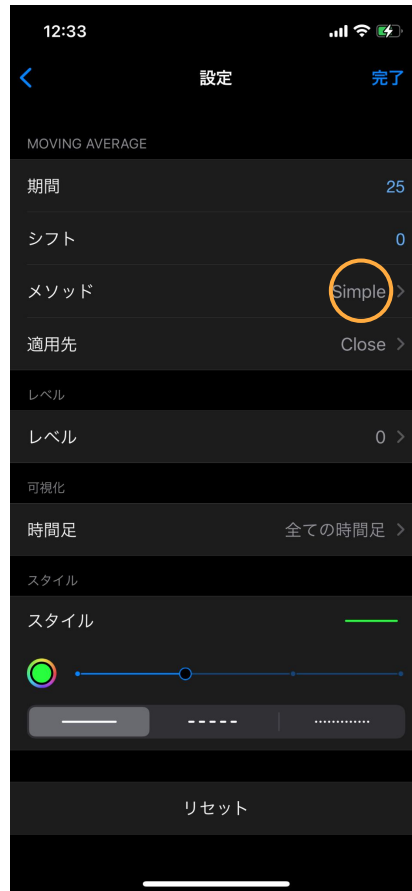 12:33
設定
完了
MOVING AVERAGE
期間 25
シフト 0
メソッド Simple
適用先 Close
レベル
レベル 0
可視化
時間足 全ての時間足
スタイル
スタイル
リセット